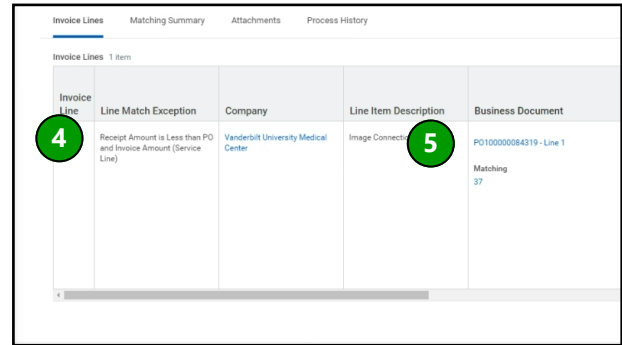 Invoice Lines Matching Summary Attachments Process History
Invoice Lines 1 item
Invoice Line
Line Match Exception
Company
Line Item Description
Business Document
4
Receipt Amount is Less than PO
and Invoice Amount (Service
Line)
Vanderbilt University Medical
Center
Image
5
PO100000084319 - Line 1
Matching
37